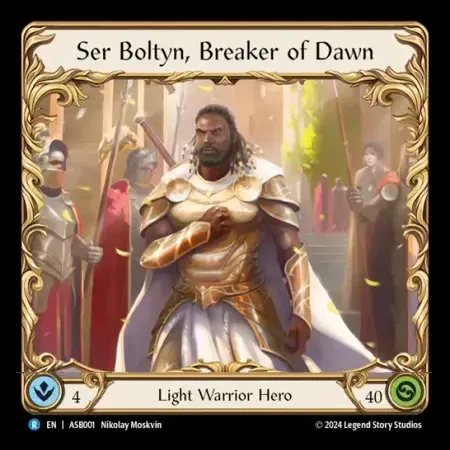 Ser Boltyn, Breaker of Dawn
4
Light Warrior Hero
40
R EN | ASB001 Nikolay Moskvin
© 2024 Legend Story Studios